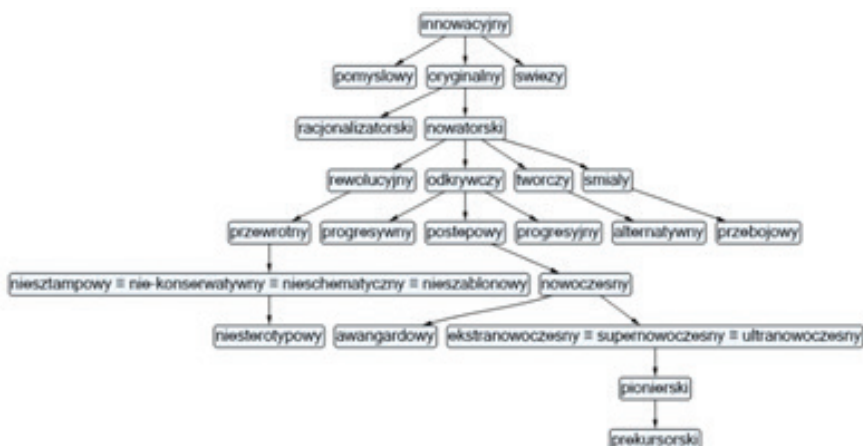 innowacyjny
pomyslowy oryginalny swiezy
racjonalizatorski nowatorski
rewolucyjny odkrywczy tworczy smialy
przewrotny progresywny postepowy progresyjny alternatywny przebojowy
niesztampowy = nie-konserwatywny = nieschematyczny = nieszablonowy nowoczesny
niesterotypowy awangardowy ekstranowoczesny = supernowoczesny = ultranowoczesny
pionierski
prekursorski